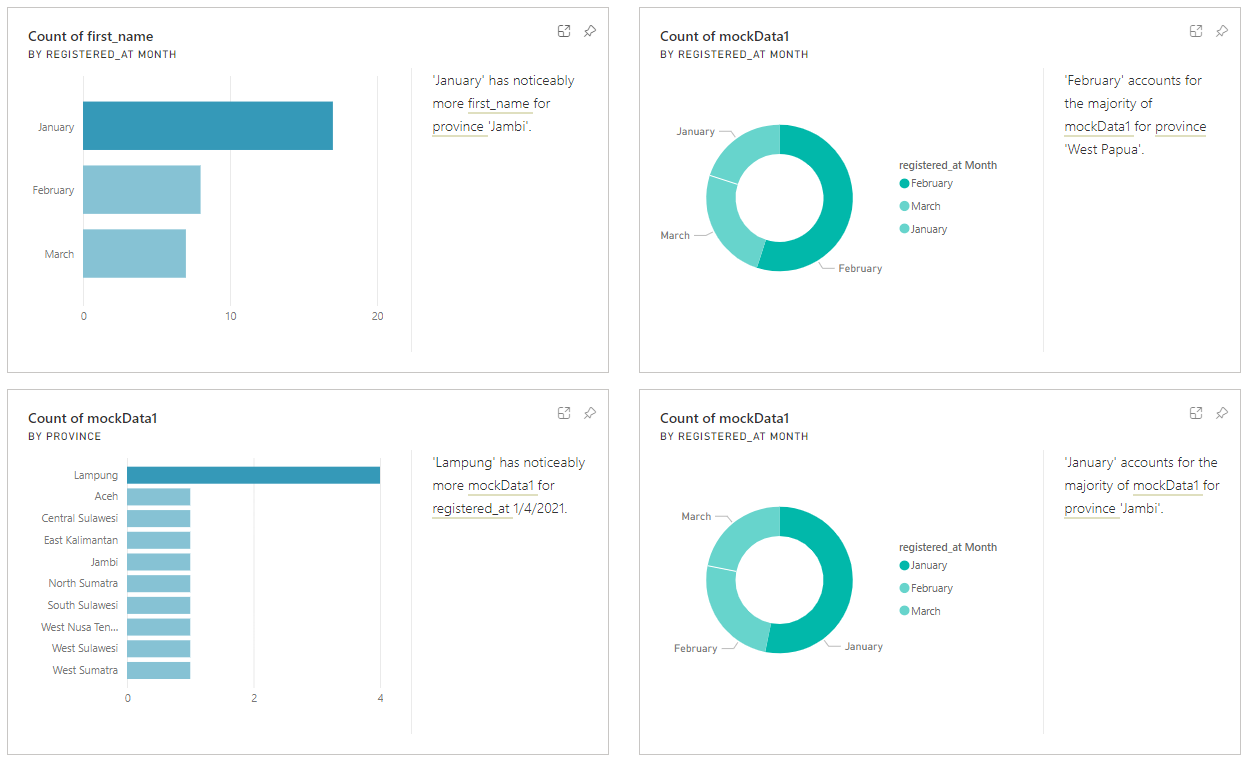 Count of first_name
BY REGISTERED_AT MONTH
January
February
March
0 10 20
'January' has noticeably
more first_name for
province 'Jambi'.
Count of mockData1
BY REGISTERED_AT MONTH
January
March
February
registered_at Month
February
March
January
'February' accounts for
the majority of
mockData1 for province
'West Papua'.
Count of mockData1
BY PROVINCE
Lampung
Aceh
Central Sulawesi
East Kalimantan
Jambi
North Sumatra
South Sulawesi
West Nusa Ten...
West Sulawesi
West Sumatra
0 2 4
'Lampung' has noticeably
more mockData1 for
registered_at 1/4/2021.
Count of mockData1
BY REGISTERED_AT MONTH
March
February
January
registered_at Month
January
February
March
'January' accounts for the
majority of mockData1 for
province 'Jambi'.